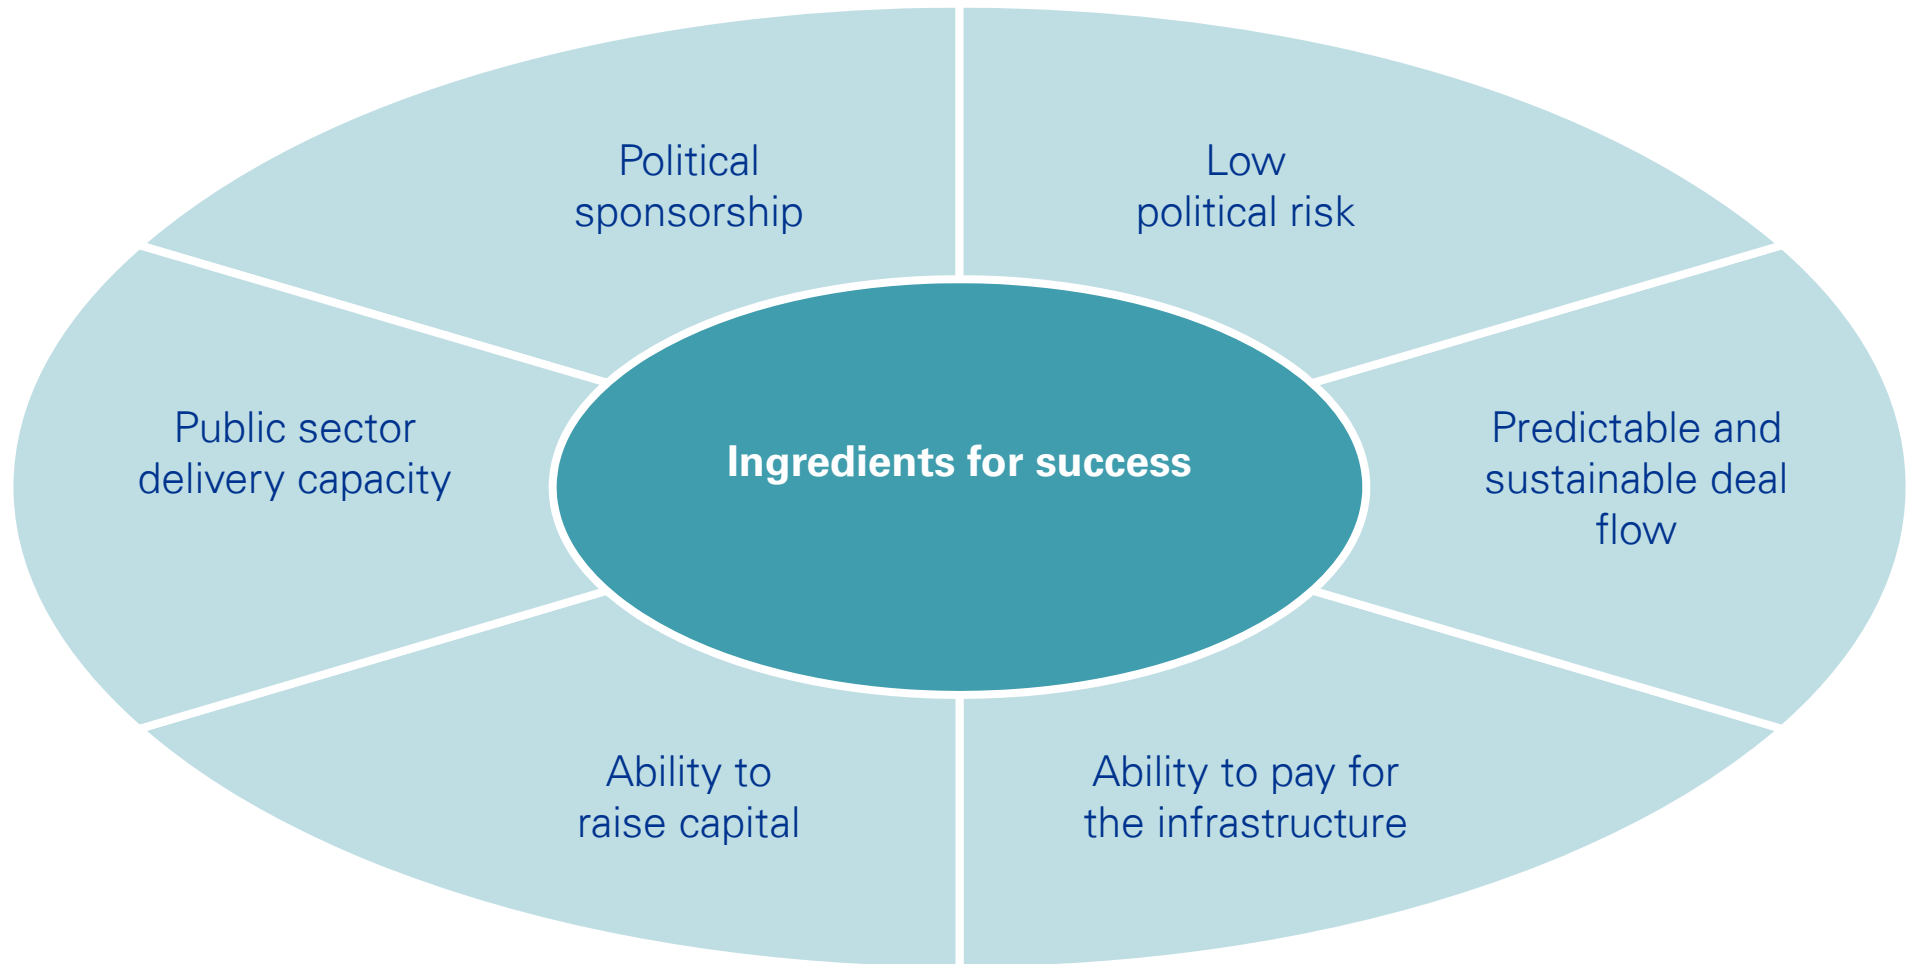 Political
sponsorship
Low
political risk
Public sector
delivery capacity
Ingredients for success
Predictable and
sustainable deal
flow
Ability to
raise capital
Ability to pay for
the infrastructure